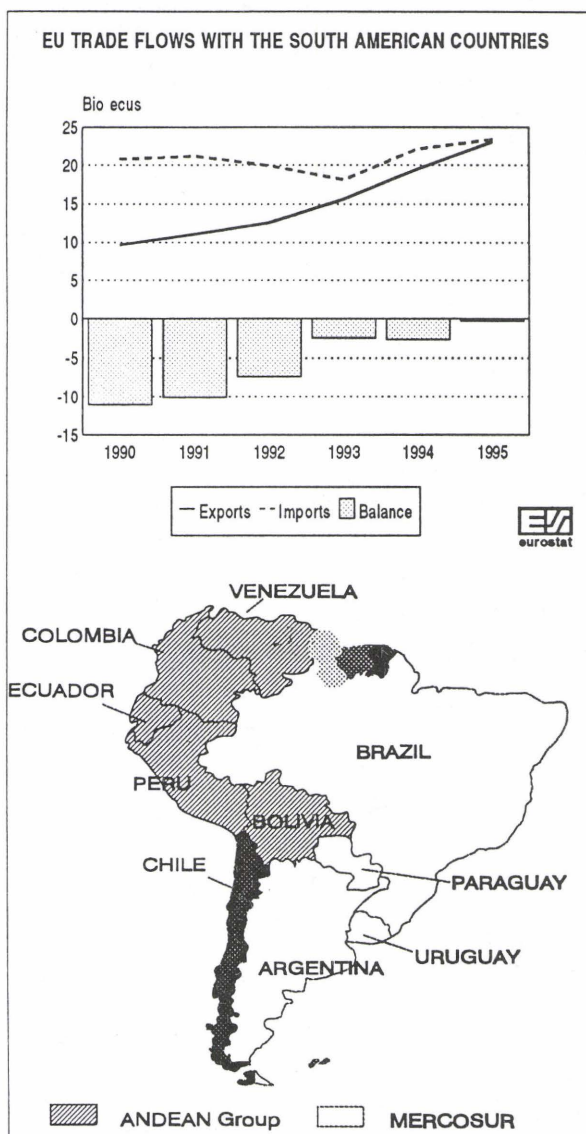 EU TRADE FLOWS WITH THE SOUTH AMERICAN COUNTRIES
Bio ecus
25
20
15
10
5
0
-5
-10
-15
1990 1991 1992 1993 1994 1995
Exports Imports Balance
eurostat
VENEZUELA
COLOMBIA
ECUADOR
BRAZIL
PERU
BOLIVIA
CHILE
PARAGUAY
URUGUAY
ARGENTINA
ANDEAN Group MERCOSUR